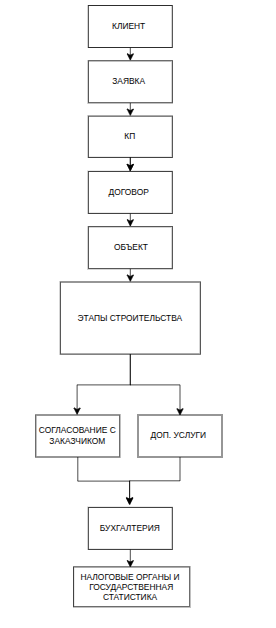 КЛИЕНТ
ЗАЯВКА
КП
ДОГОВОР
ОБЪЕКТ
ЭТАПЫ СТРОИТЕЛЬСТВА
СОГЛАСОВАНИЕ С
ЗАКАЗЧИКОМ
ДОП. УСЛУГИ
БУХГАЛТЕРИЯ
НАЛОГОВЫЕ ОРГАНЫ И
ГОСУДАРСТВЕННАЯ
СТАТИСТИКА